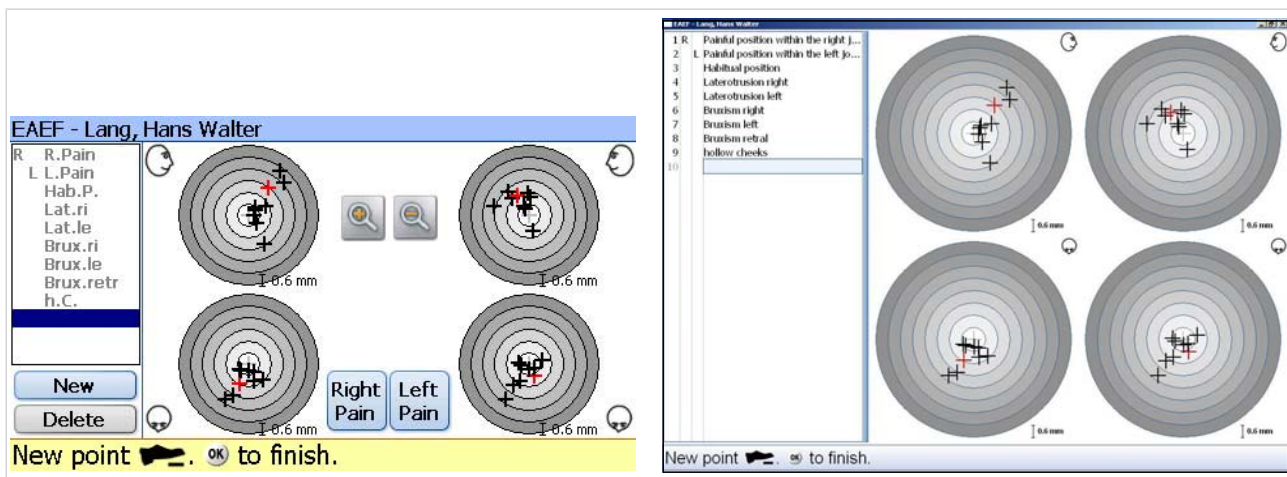 EAEF - Lang, Hans Walter
R R.Pain
L L.Pain
Hab.P.
Lat.ri
Lat.le
Brux.ri
Brux.le
Brux.retr
h.C.
New
Delete
0.6 mm
0.6 mm
Right Pain
Left Pain
0.6 mm
0.6 mm
New point . OK to finish.
EAEF - Lang, Hans Walter
1 R Painful position within the right j...
2 L Painful position within the left jo...
3 Habitual position
4 Laterotrusion right
5 Laterotrusion left
6 Bruxism right
7 Bruxism left
8 Bruxism retral
9 hollow cheeks
10
0.6 mm
0.6 mm
0.6 mm
0.6 mm
New point . OK to finish.